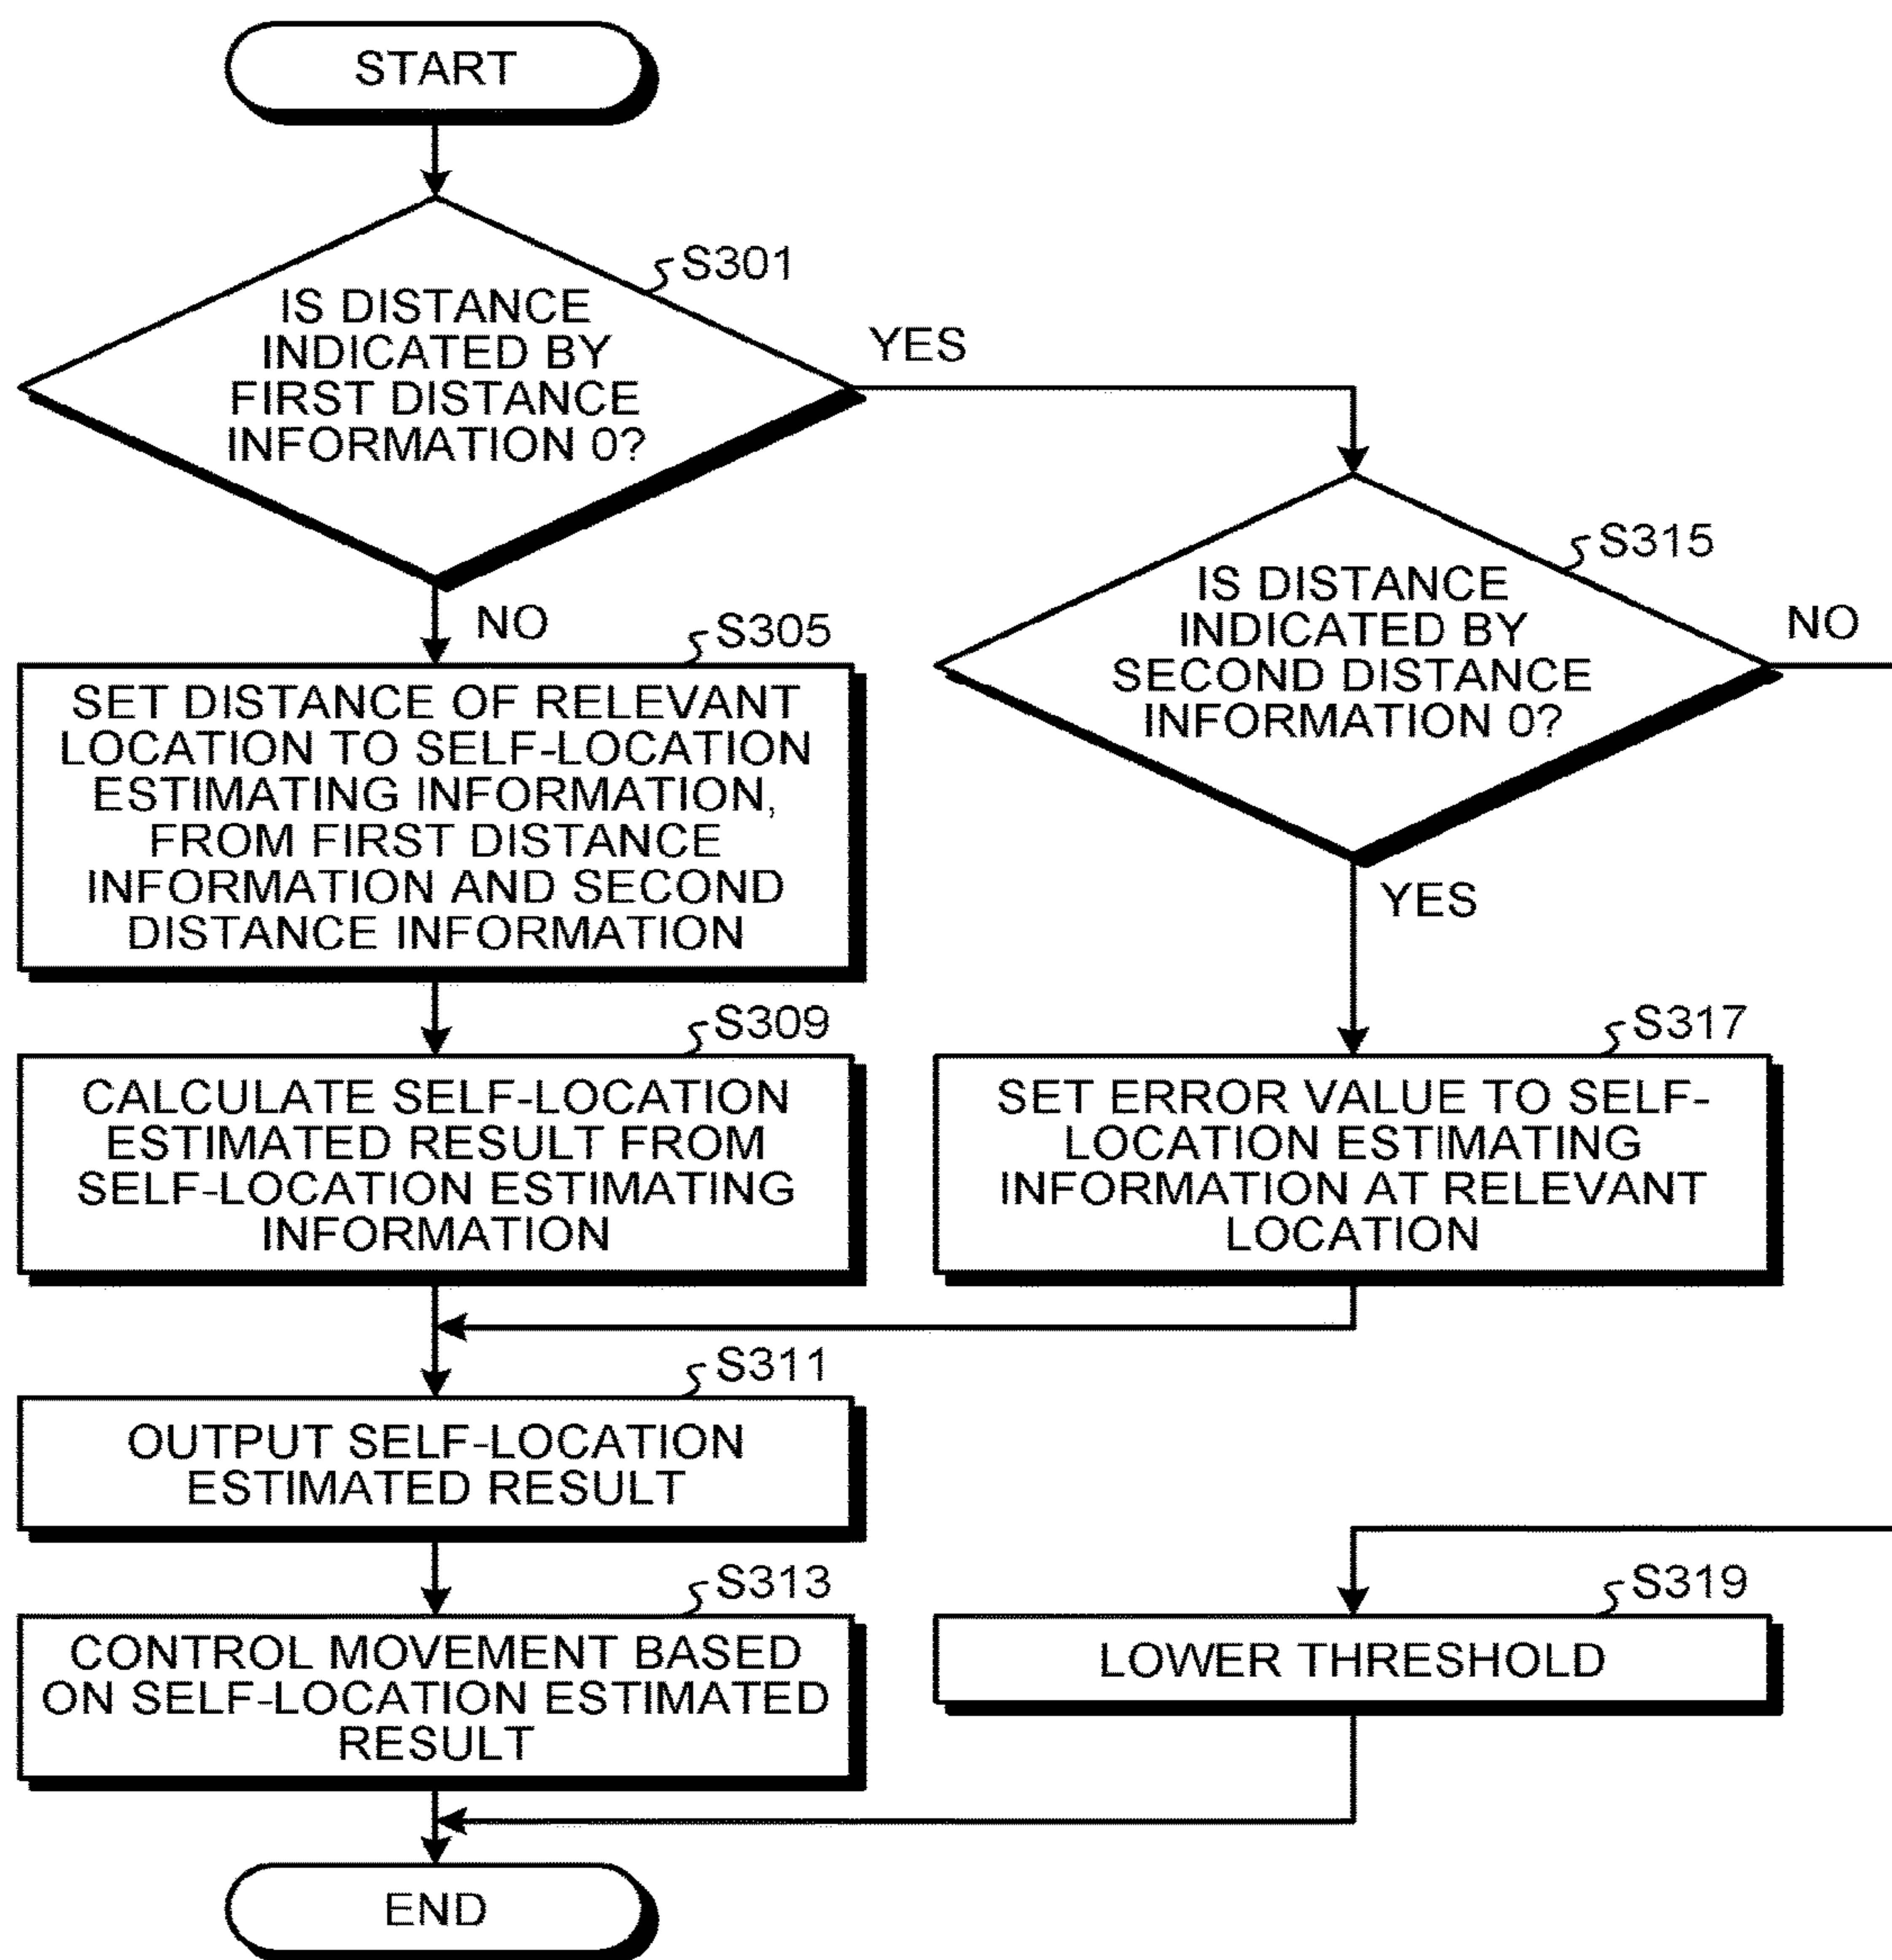 START
S301
IS DISTANCE
INDICATED BY
FIRST DISTANCE
INFORMATION 0?
YES
NO
S315
IS DISTANCE
INDICATED BY
SECOND DISTANCE
INFORMATION 0?
NO
YES
S305
SET DISTANCE OF RELEVANT
LOCATION TO SELF-LOCATION
ESTIMATING INFORMATION,
FROM FIRST DISTANCE
INFORMATION AND SECOND
DISTANCE INFORMATION
S309
CALCULATE SELF-LOCATION
ESTIMATED RESULT FROM
SELF-LOCATION ESTIMATING
INFORMATION
S317
SET ERROR VALUE TO SELF-
LOCATION ESTIMATING
INFORMATION AT RELEVANT
LOCATION
S311
OUTPUT SELF-LOCATION
ESTIMATED RESULT
S313
CONTROL MOVEMENT BASED
ON SELF-LOCATION ESTIMATED
RESULT
S319
LOWER THRESHOLD
END